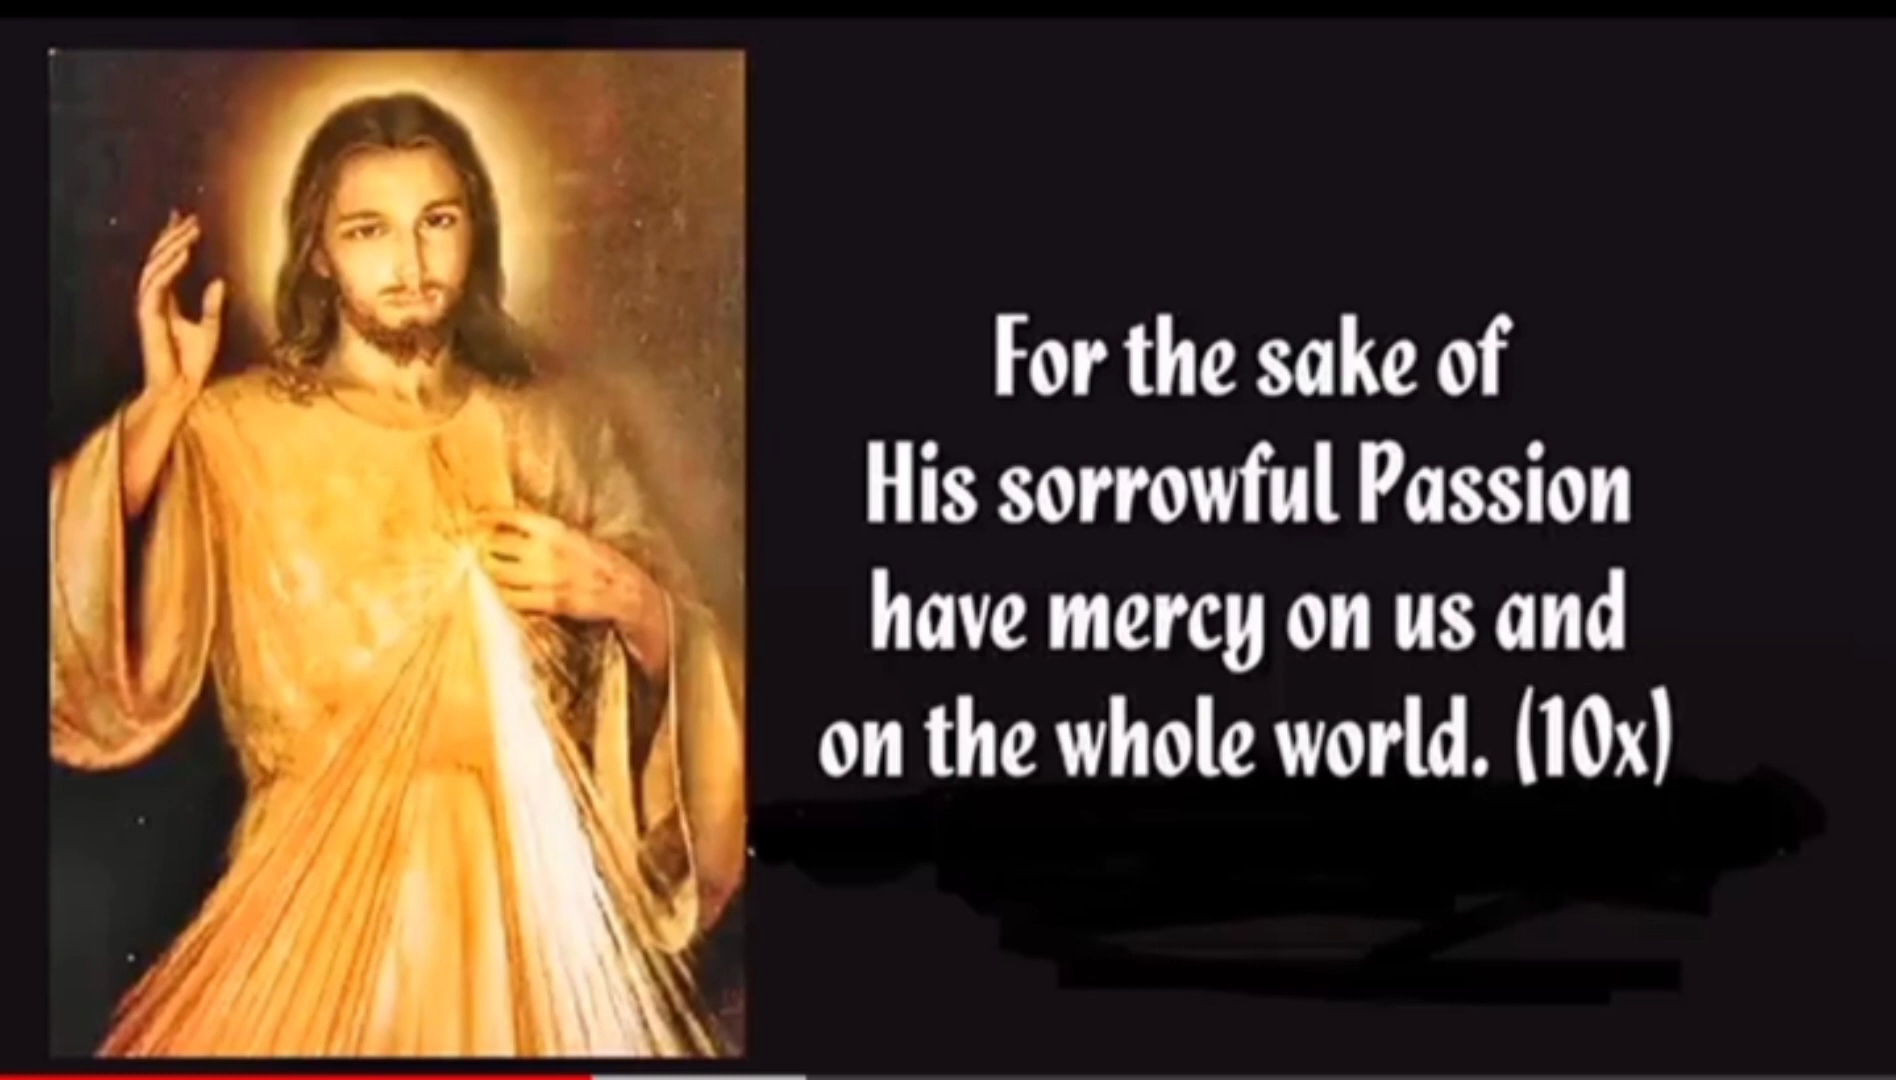 For the sake of
His sorrowful Passion
have mercy on us and
on the whole world. (10x)